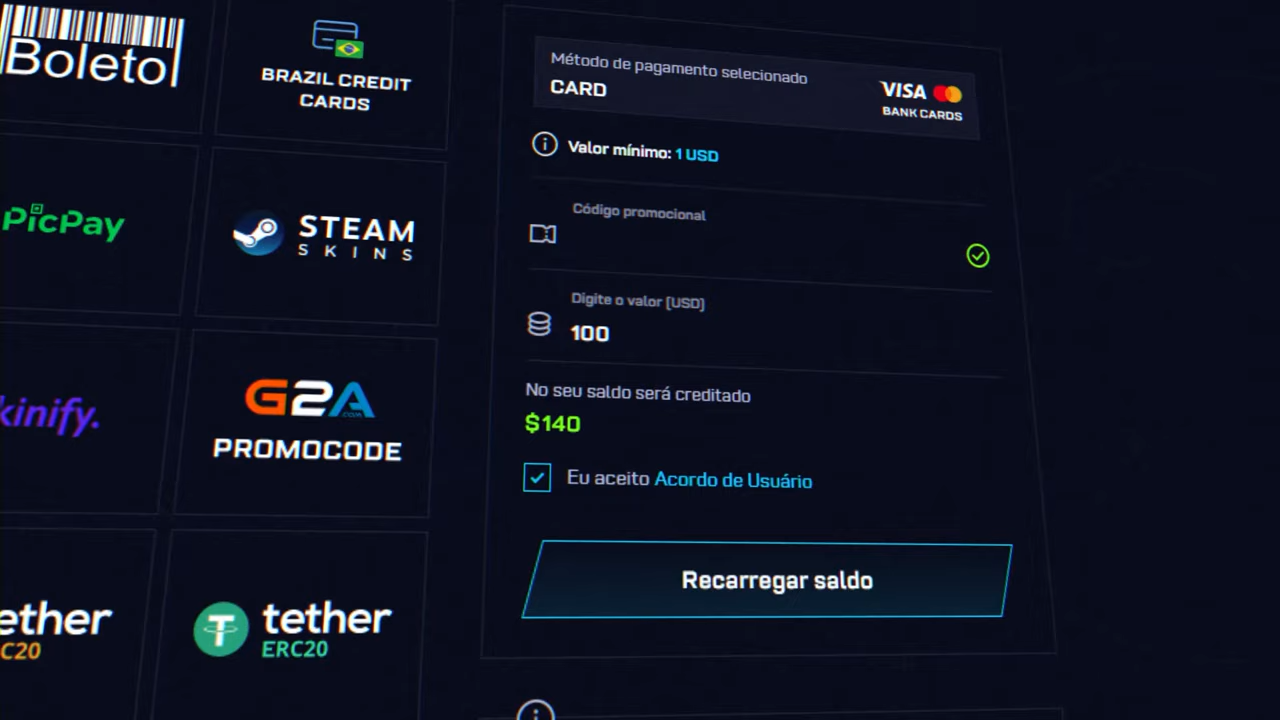 Boleto
BRAZIL CREDIT
CARDS
PicPay
STEAM
SKINS
kinify.
G2A
.COM
PROMOCODE
ether
C20
tether
ERC20
Método de pagamento selecionado
CARD
VISA
BANK CARDS
Valor mínimo: 1 USD
Código promocional
Digite o valor (USD)
100
No seu saldo será creditado
$140
Eu aceito Acordo de Usuário
Recarregar saldo